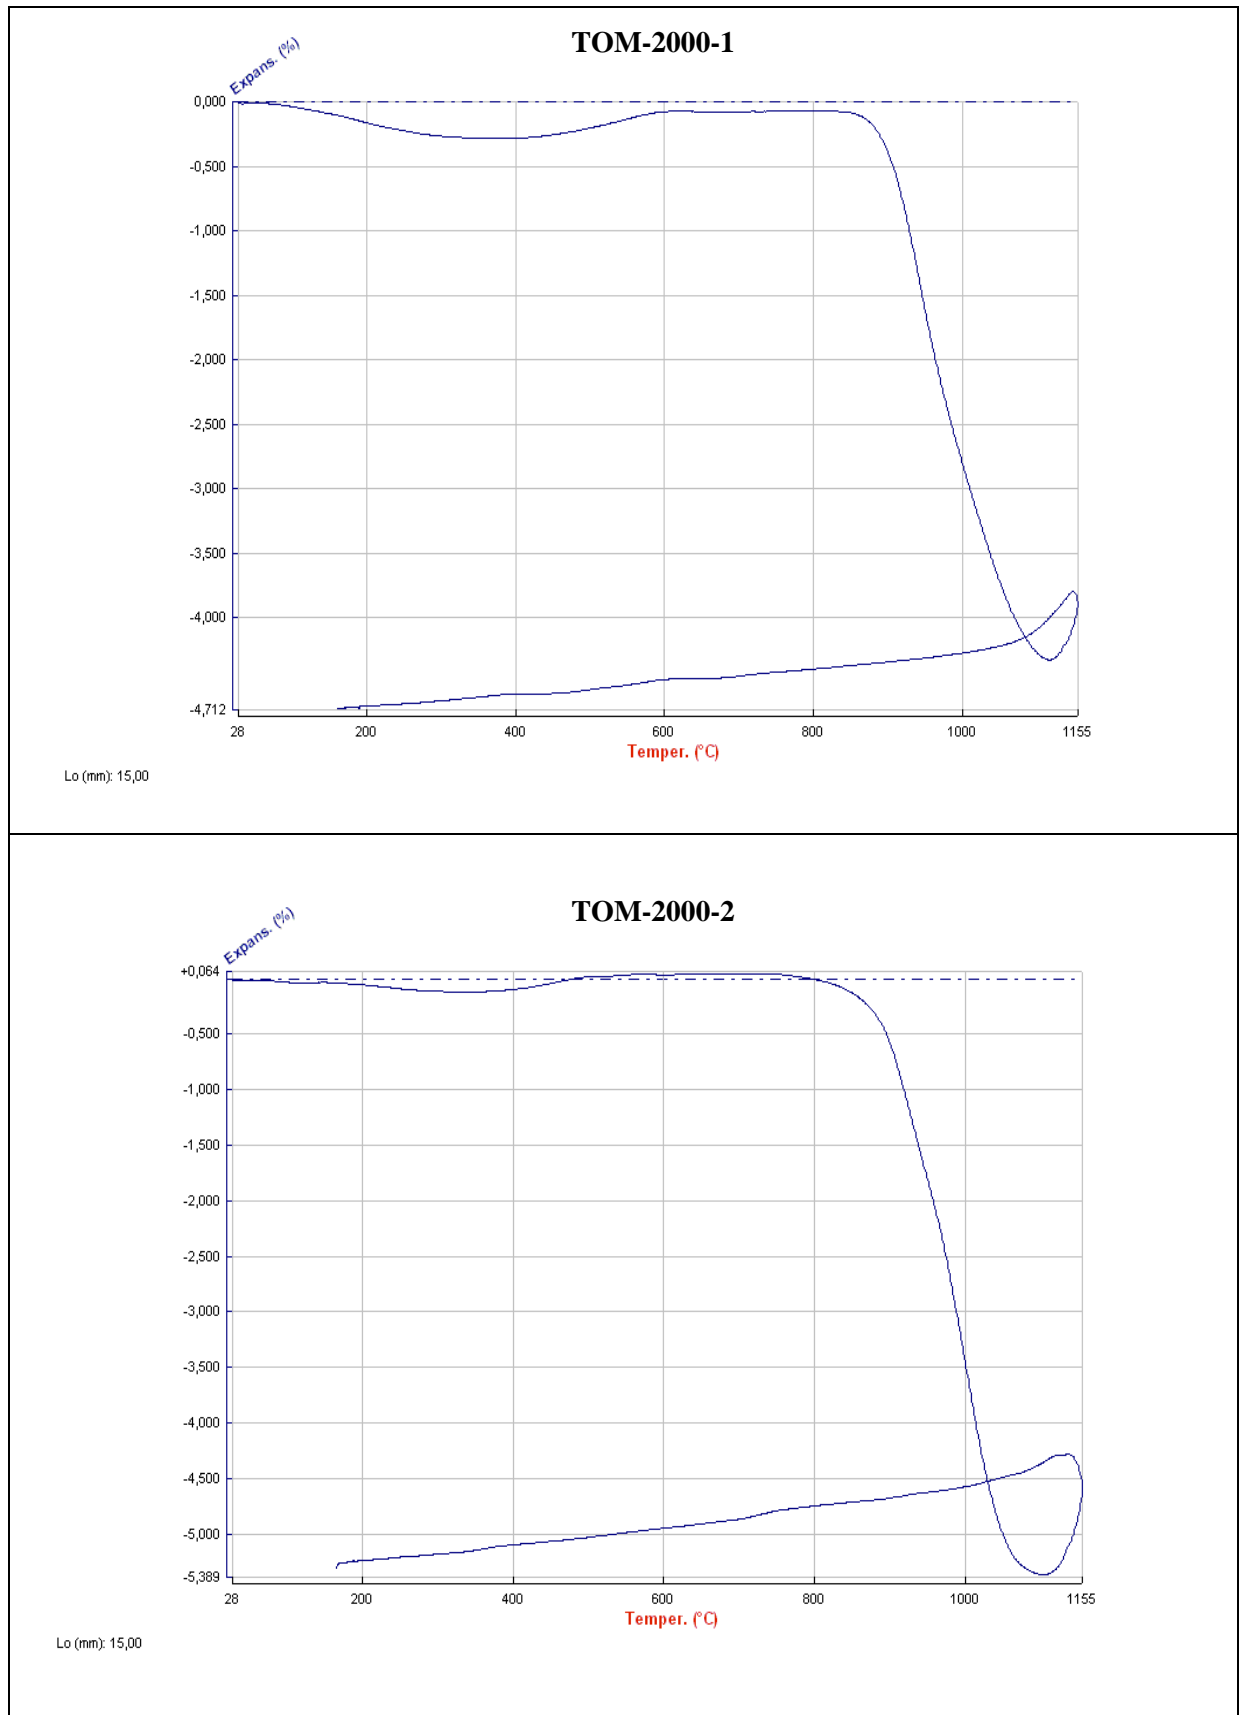 TOM-2000-1
Expans. (%)
0,000
-0,500
-1,000
-1,500
-2,000
-2,500
-3,000
-3,500
-4,000
-4,712
28 200 400 600 800 1000 1155
Temper. (°C)
Lo (mm): 15,00
TOM-2000-2
Expans. (%)
+0,064
-0,500
-1,000
-1,500
-2,000
-2,500
-3,000
-3,500
-4,000
-4,500
-5,000
-5,389
28 200 400 600 800 1000 1155
Temper. (°C)
Lo (mm): 15,00